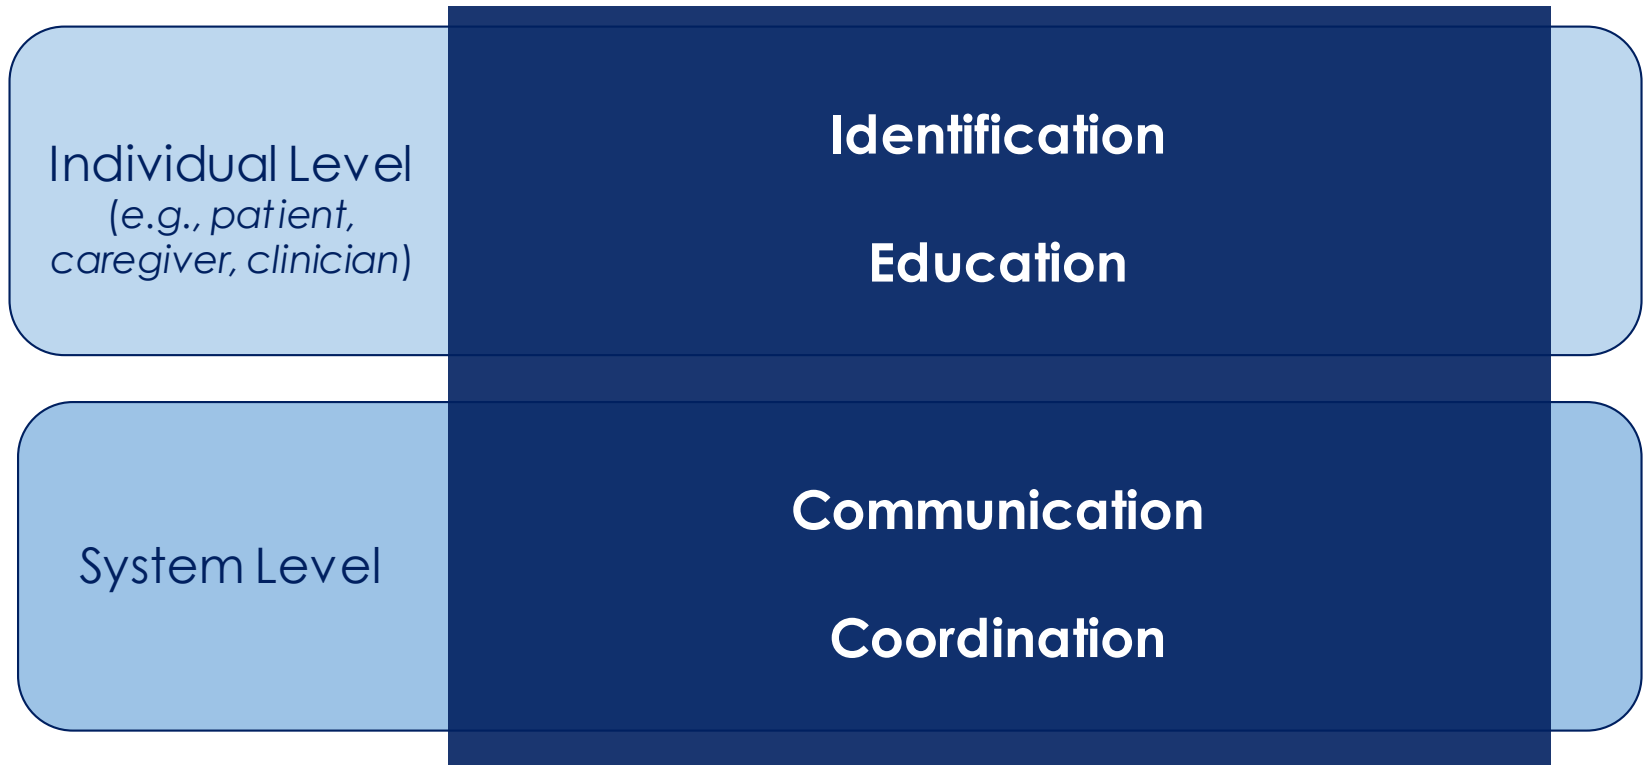 Individual Level
(e.g., patient,
caregiver, clinician)
Identification
Education
System Level
Communication
Coordination